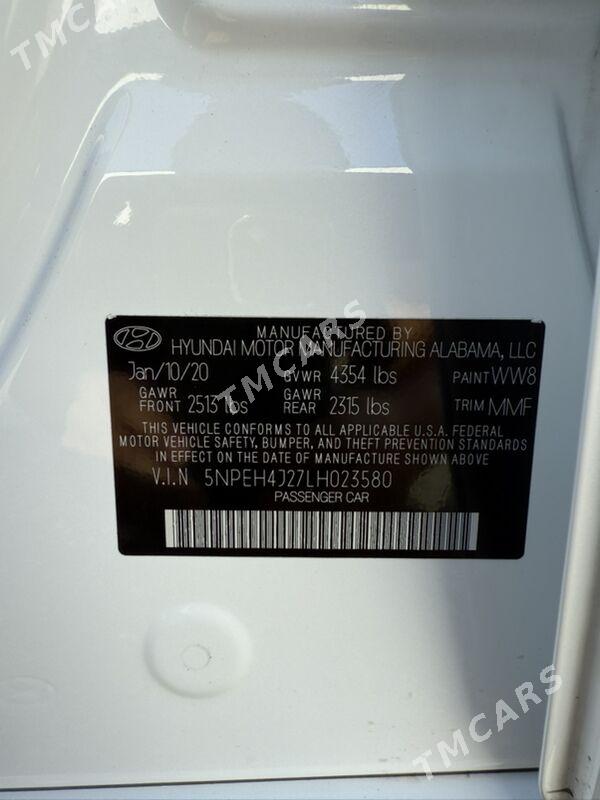 TMCARS
MANUFACTURED BY
HYUNDAI MOTOR MANUFACTURING ALABAMA, LLC
Jan/10/20 GVWR 4354 lbs PAINT WW8
GAWR FRONT 2513 lbs GAWR REAR 2315 lbs TRIM MMF
THIS VEHICLE CONFORMS TO ALL APPLICABLE U.S.A. FEDERAL
MOTOR VEHICLE SAFETY, BUMPER, AND THEFT PREVENTION STANDARDS
IN EFFECT ON THE DATE OF MANUFACTURE SHOWN ABOVE.
V.I.N 5NPEH4J27LH023580
PASSENGER CAR
TMCARS
TMCARS